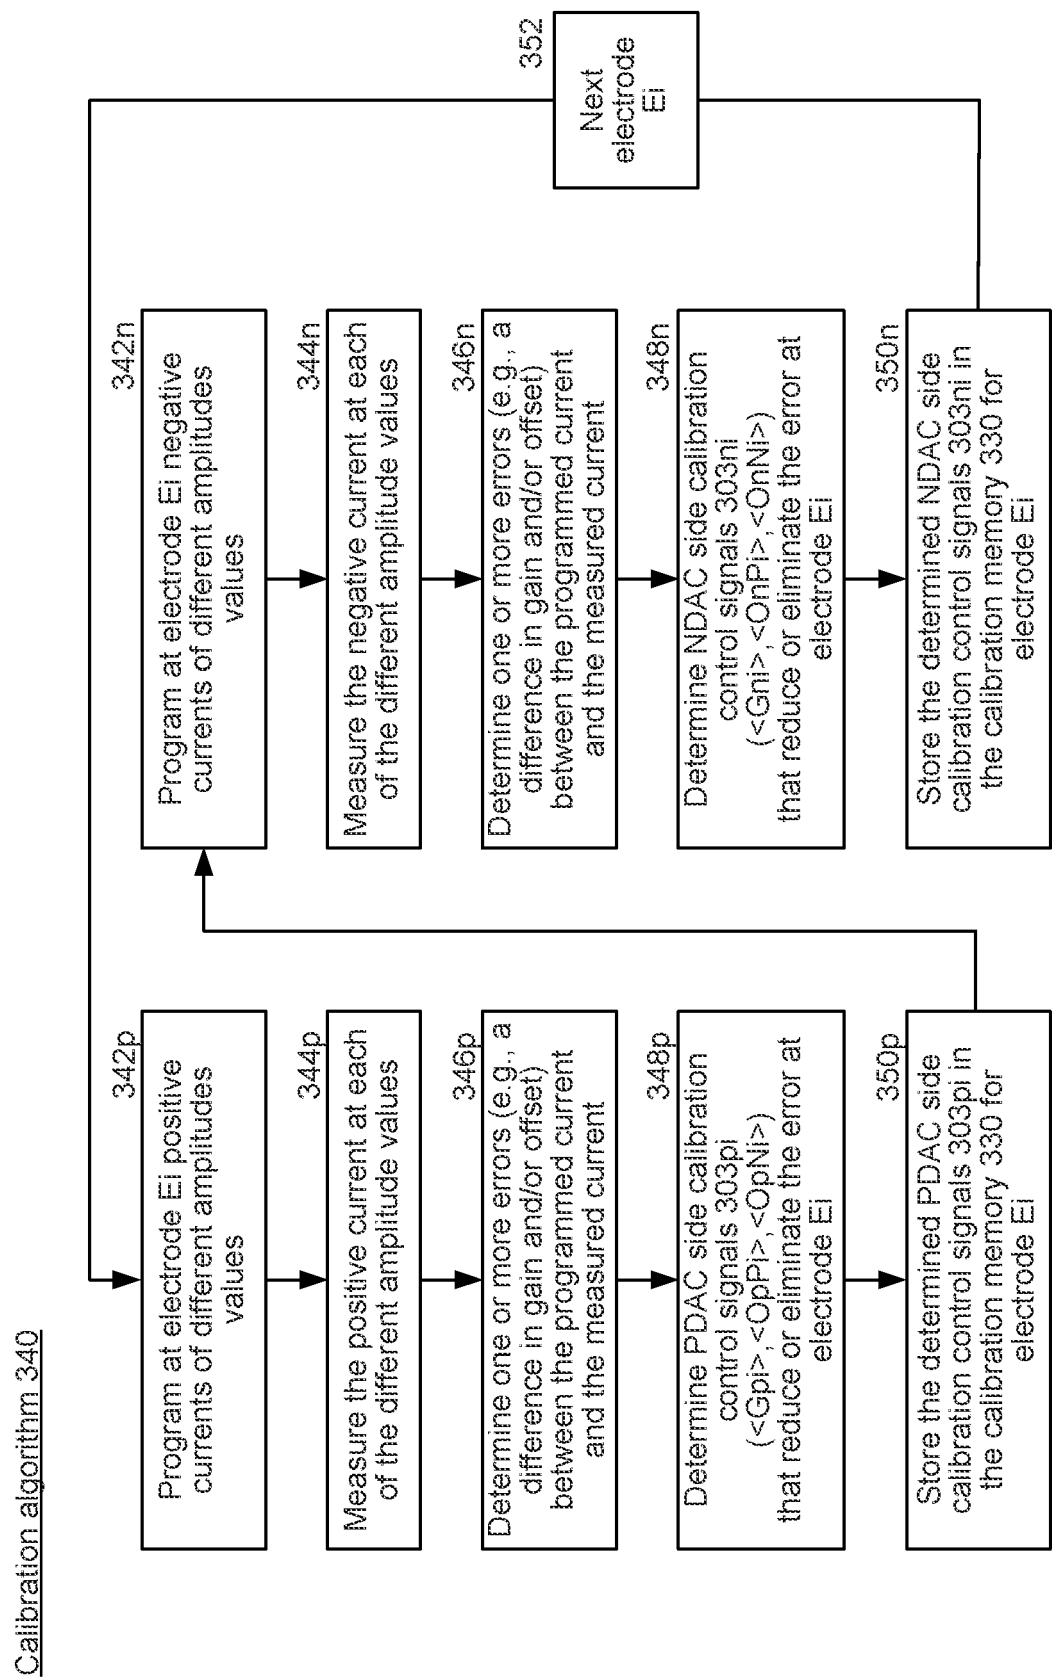 Calibration algorithm 340
342p
Program at electrode Ei positive
currents of different amplitudes
values
344p
Measure the positive current at each
of the different amplitude values
346p
Determine one or more errors (e.g., a
difference in gain and/or offset)
between the programmed current
and the measured current
348p
Determine PDAC side calibration
control signals 303pi
(<Gpi>,<OpPi>,<OpNi>)
that reduce or eliminate the error at
electrode Ei
350p
Store the determined PDAC side
calibration control signals 303pi in
the calibration memory 330 for
electrode Ei
342n
Program at electrode Ei negative
currents of different amplitudes
values
344n
Measure the negative current at each
of the different amplitude values
346n
Determine one or more errors (e.g., a
difference in gain and/or offset)
between the programmed current
and the measured current
348n
Determine NDAC side calibration
control signals 303ni
(<Gni>,<OnPi>,<OnNi>)
that reduce or eliminate the error at
electrode Ei
350n
Store the determined NDAC side
calibration control signals 303ni in
the calibration memory 330 for
electrode Ei
352
Next
electrode
Ei